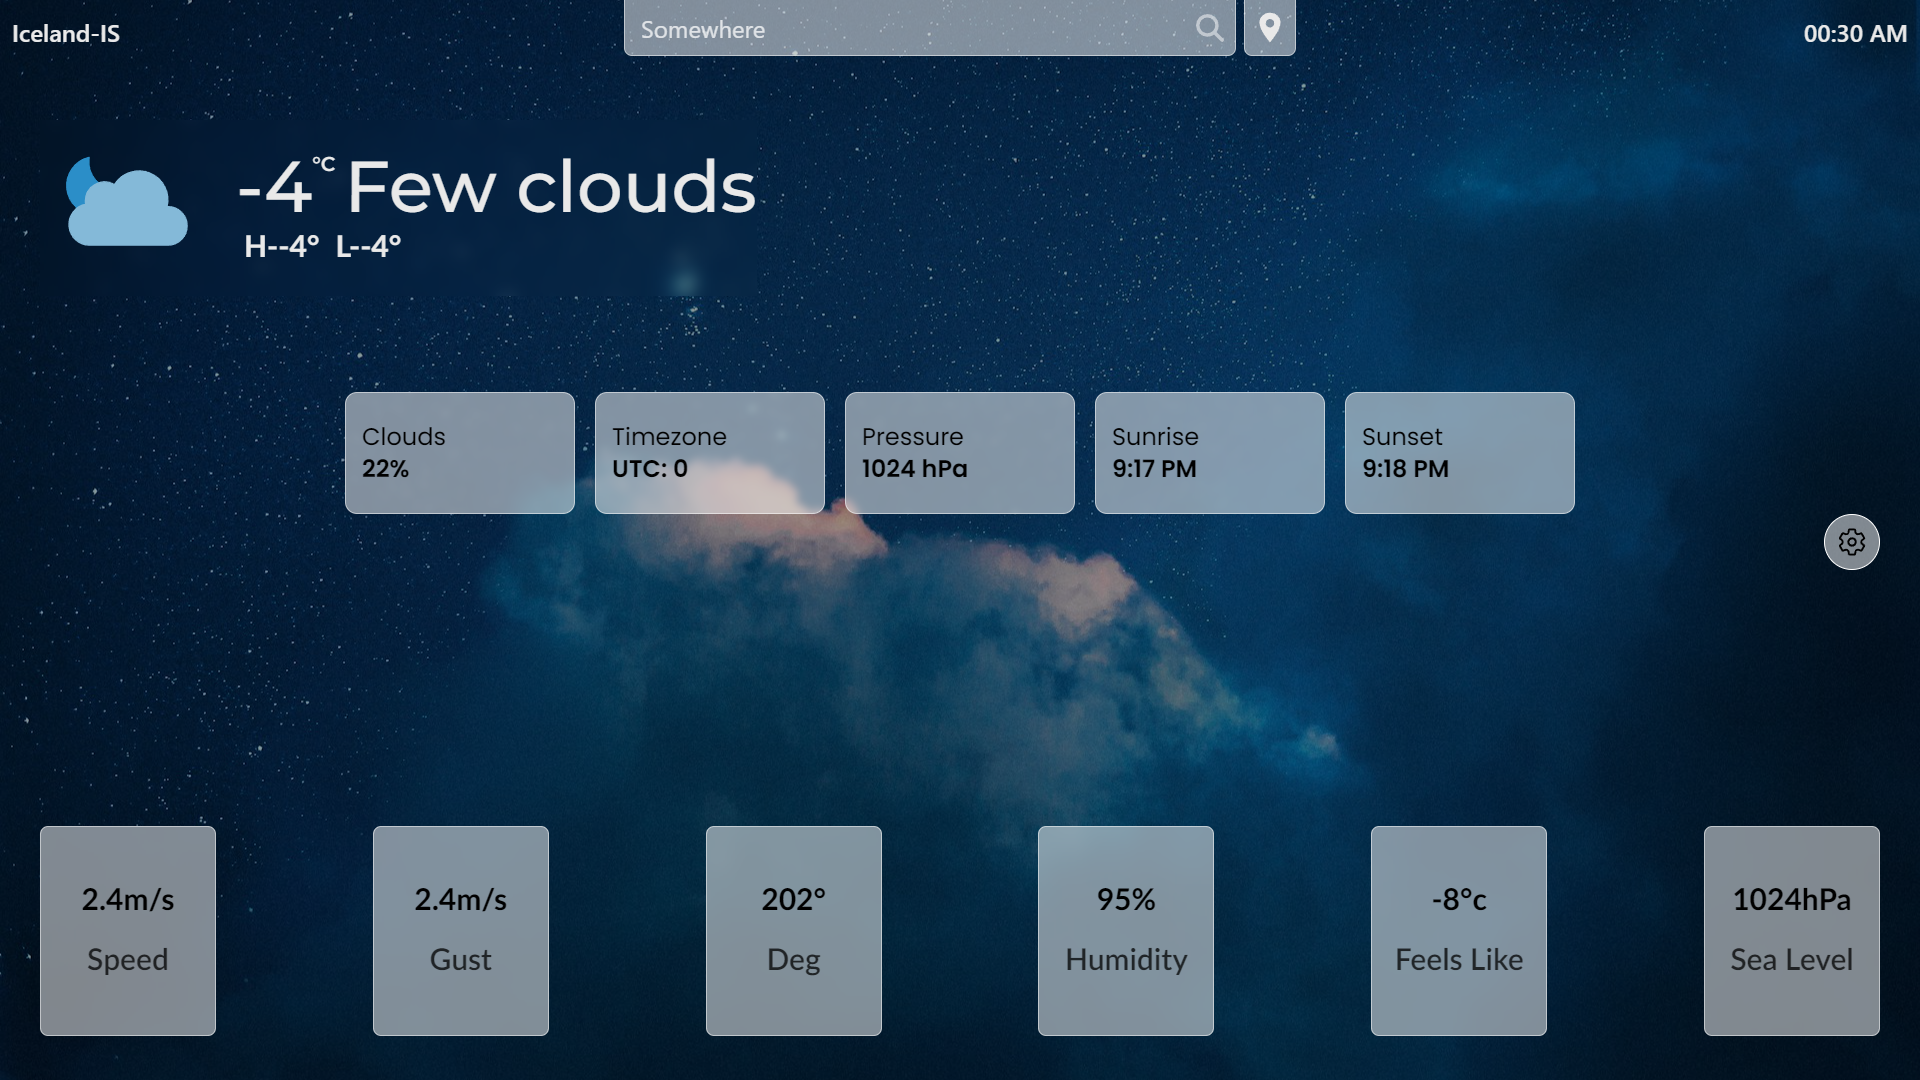 Iceland-IS
Somewhere
00:30 AM
-4°C Few clouds
H--4° L--4°
Clouds
22%
Timezone
UTC: 0
Pressure
1024 hPa
Sunrise
9:17 PM
Sunset
9:18 PM
2.4m/s
Speed
2.4m/s
Gust
202°
Deg
95%
Humidity
-8°c
Feels Like
1024hPa
Sea Level